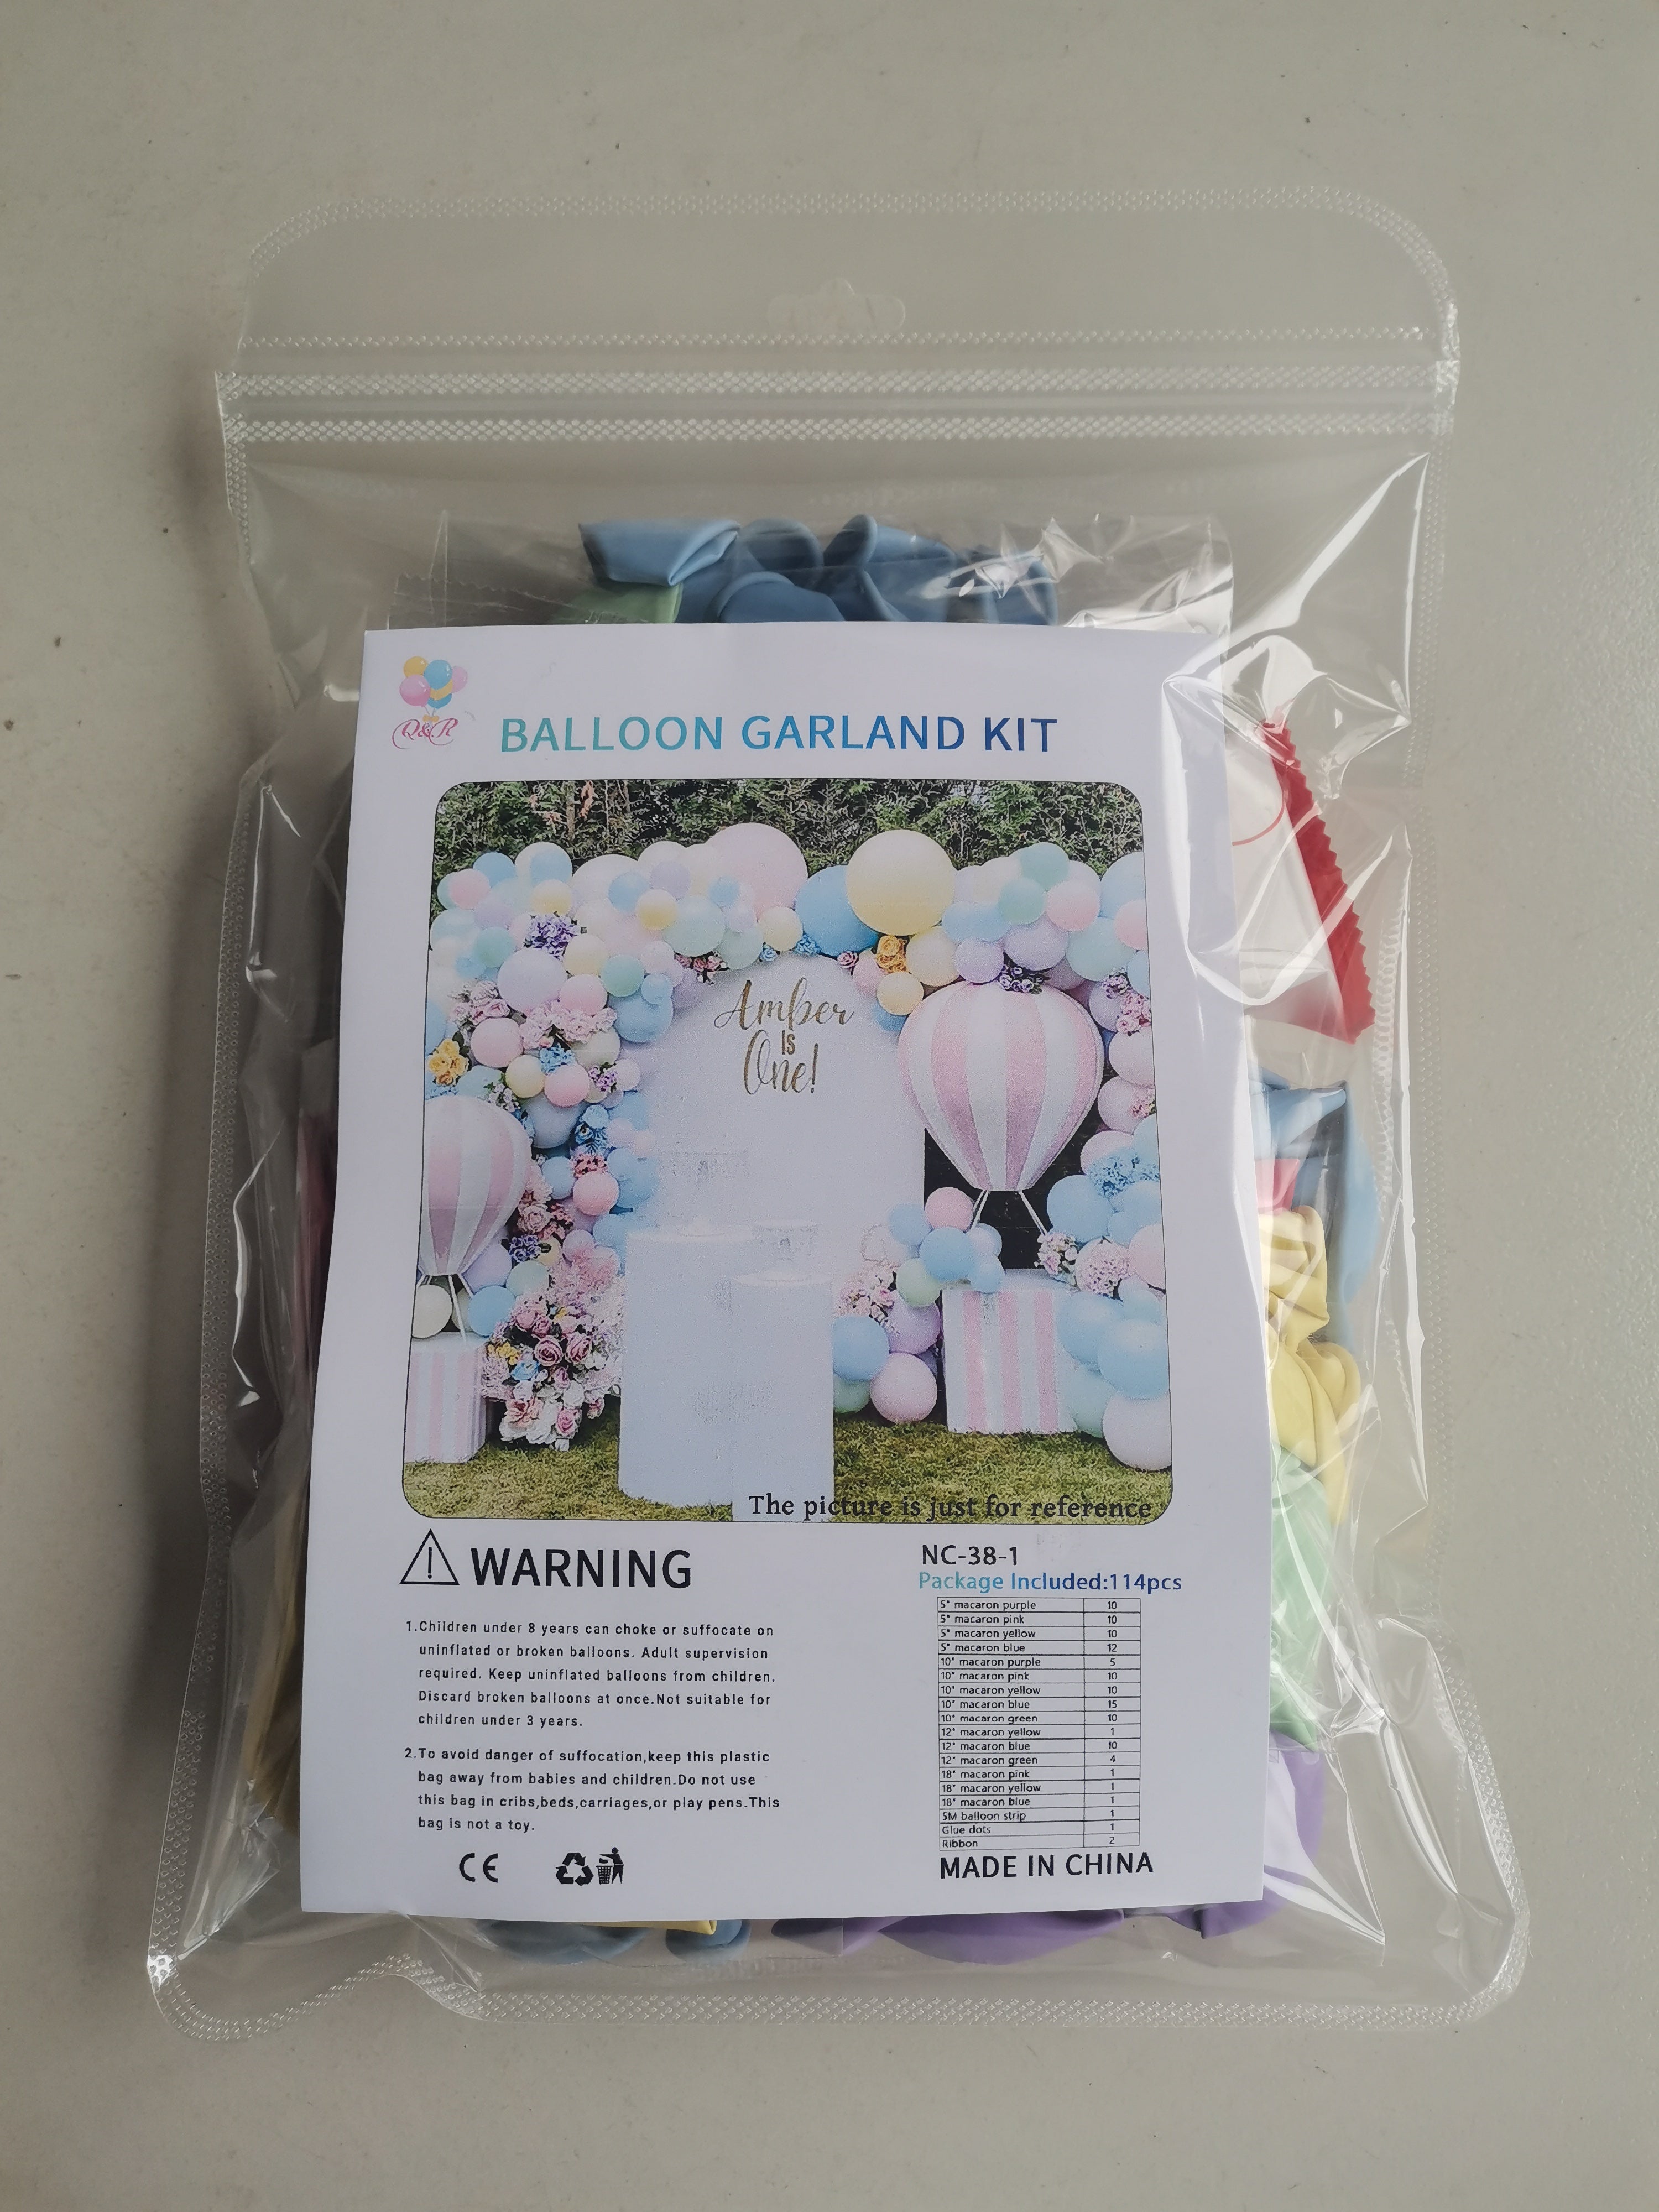 Q&R
BALLOON GARLAND KIT
Amber
Is
One!
The picture is just for reference
WARNING
1.Children under 8 years can choke or suffocate on
uninflated or broken balloons. Adult supervision
required. Keep uninflated balloons from children.
Discard broken balloons at once.Not suitable for
children under 3 years.
2.To avoid danger of suffocation,keep this plastic
bag away from babies and children.Do not use
this bag in cribs,beds,carriages,or play pens.This
bag is not a toy.
CE
NC-38-1
Package Included:114pcs
5" macaron purple 10
5" macaron pink 10
5" macaron yellow 10
5" macaron blue 12
10" macaron purple 5
10" macaron pink 10
10" macaron yellow 10
10" macaron blue 15
10" macaron green 10
12" macaron yellow 1
12" macaron blue 10
12" macaron green 4
18" macaron pink 1
18" macaron yellow 1
18" macaron blue 1
5M balloon strip 1
Glue dots 1
Ribbon 2
MADE IN CHINA